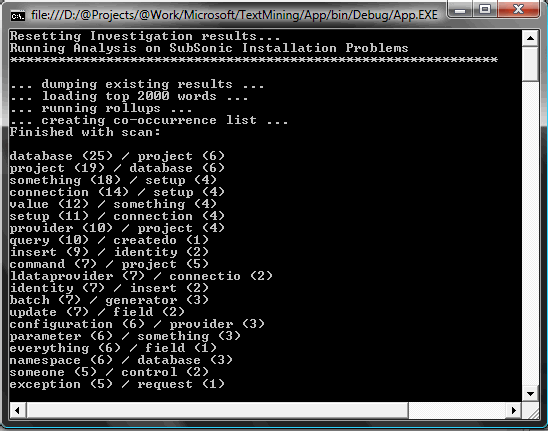 file:///D:/@Projects/@Work/Microsoft/TextMining/App/bin/Debug/App.EXE
Resetting Investigation results...
Running Analysis on SubSonic Installation Problems
*****************************************************************
... dumping existing results ...
... loading top 2000 words ...
... running rollups ...
... creating co-occurrence list ...
Finished with scan:
database (25) / project (6)
project (19) / database (6)
something (18) / setup (4)
connection (14) / setup (4)
value (12) / something (4)
setup (11) / connection (4)
provider (10) / project (4)
query (10) / createdo (1)
insert (9) / identity (2)
command (7) / project (5)
ldataprovider (7) / connectio (2)
identity (7) / insert (2)
batch (7) / generator (3)
update (7) / field (2)
configuration (6) / provider (3)
parameter (6) / something (3)
everything (6) / field (1)
namespace (6) / database (3)
someone (5) / control (2)
exception (5) / request (1)